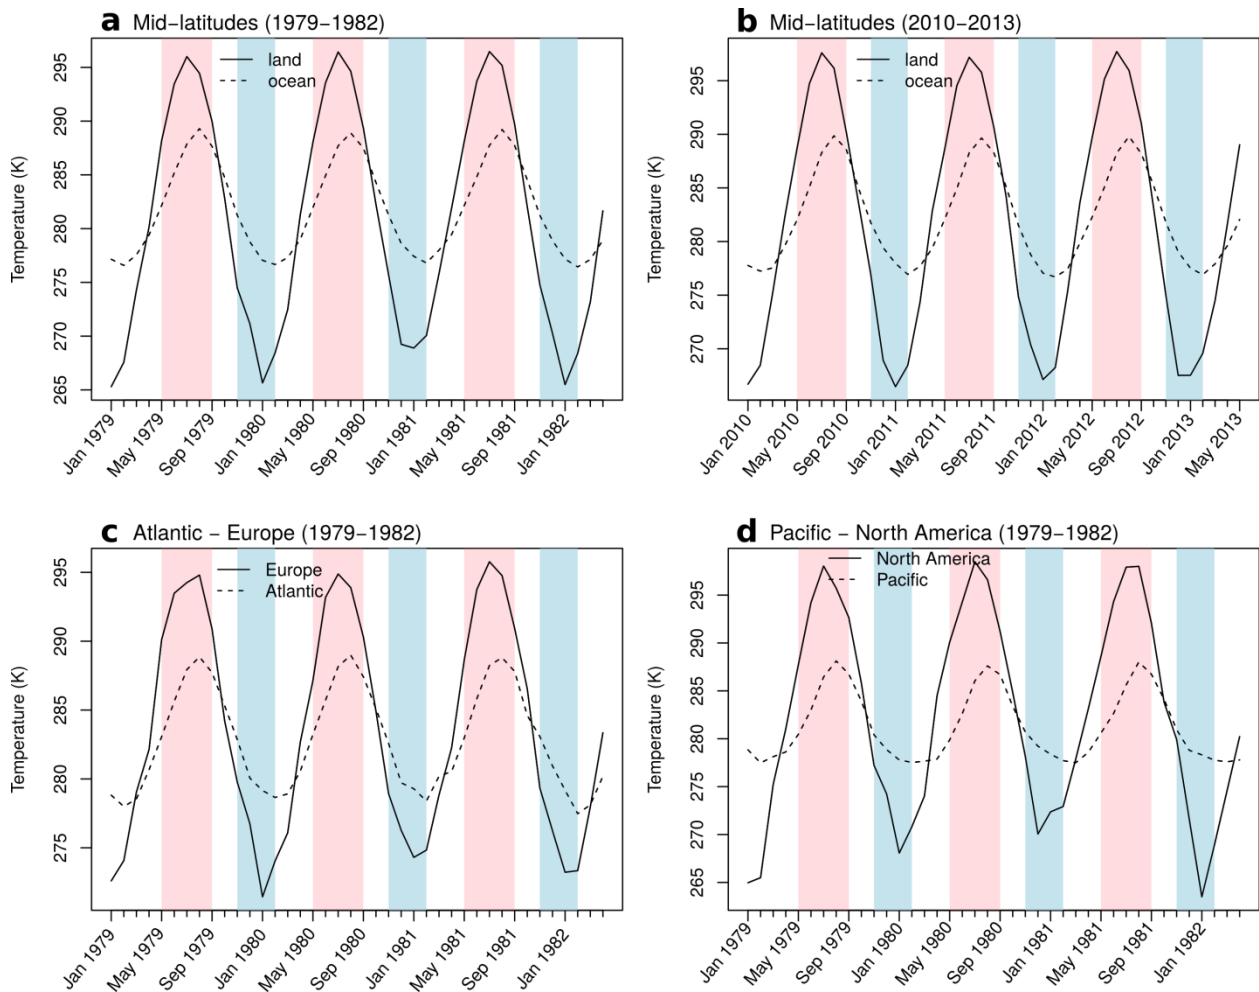 a Mid−latitudes (1979−1982)
land
ocean
Temperature (K)
295
290
285
280
275
270
265
Jan 1979
May 1979
Sep 1979
Jan 1980
May 1980
Sep 1980
Jan 1981
May 1981
Sep 1981
Jan 1982
b Mid−latitudes (2010−2013)
land
ocean
Temperature (K)
295
290
285
280
275
270
Jan 2010
May 2010
Sep 2010
Jan 2011
May 2011
Sep 2011
Jan 2012
May 2012
Sep 2012
Jan 2013
May 2013
c Atlantic − Europe (1979−1982)
Europe
Atlantic
Temperature (K)
295
290
285
280
275
Jan 1979
May 1979
Sep 1979
Jan 1980
May 1980
Sep 1980
Jan 1981
May 1981
Sep 1981
Jan 1982
d Pacific − North America (1979−1982)
North America
Pacific
Temperature (K)
295
290
285
280
275
270
265
Jan 1979
May 1979
Sep 1979
Jan 1980
May 1980
Sep 1980
Jan 1981
May 1981
Sep 1981
Jan 1982